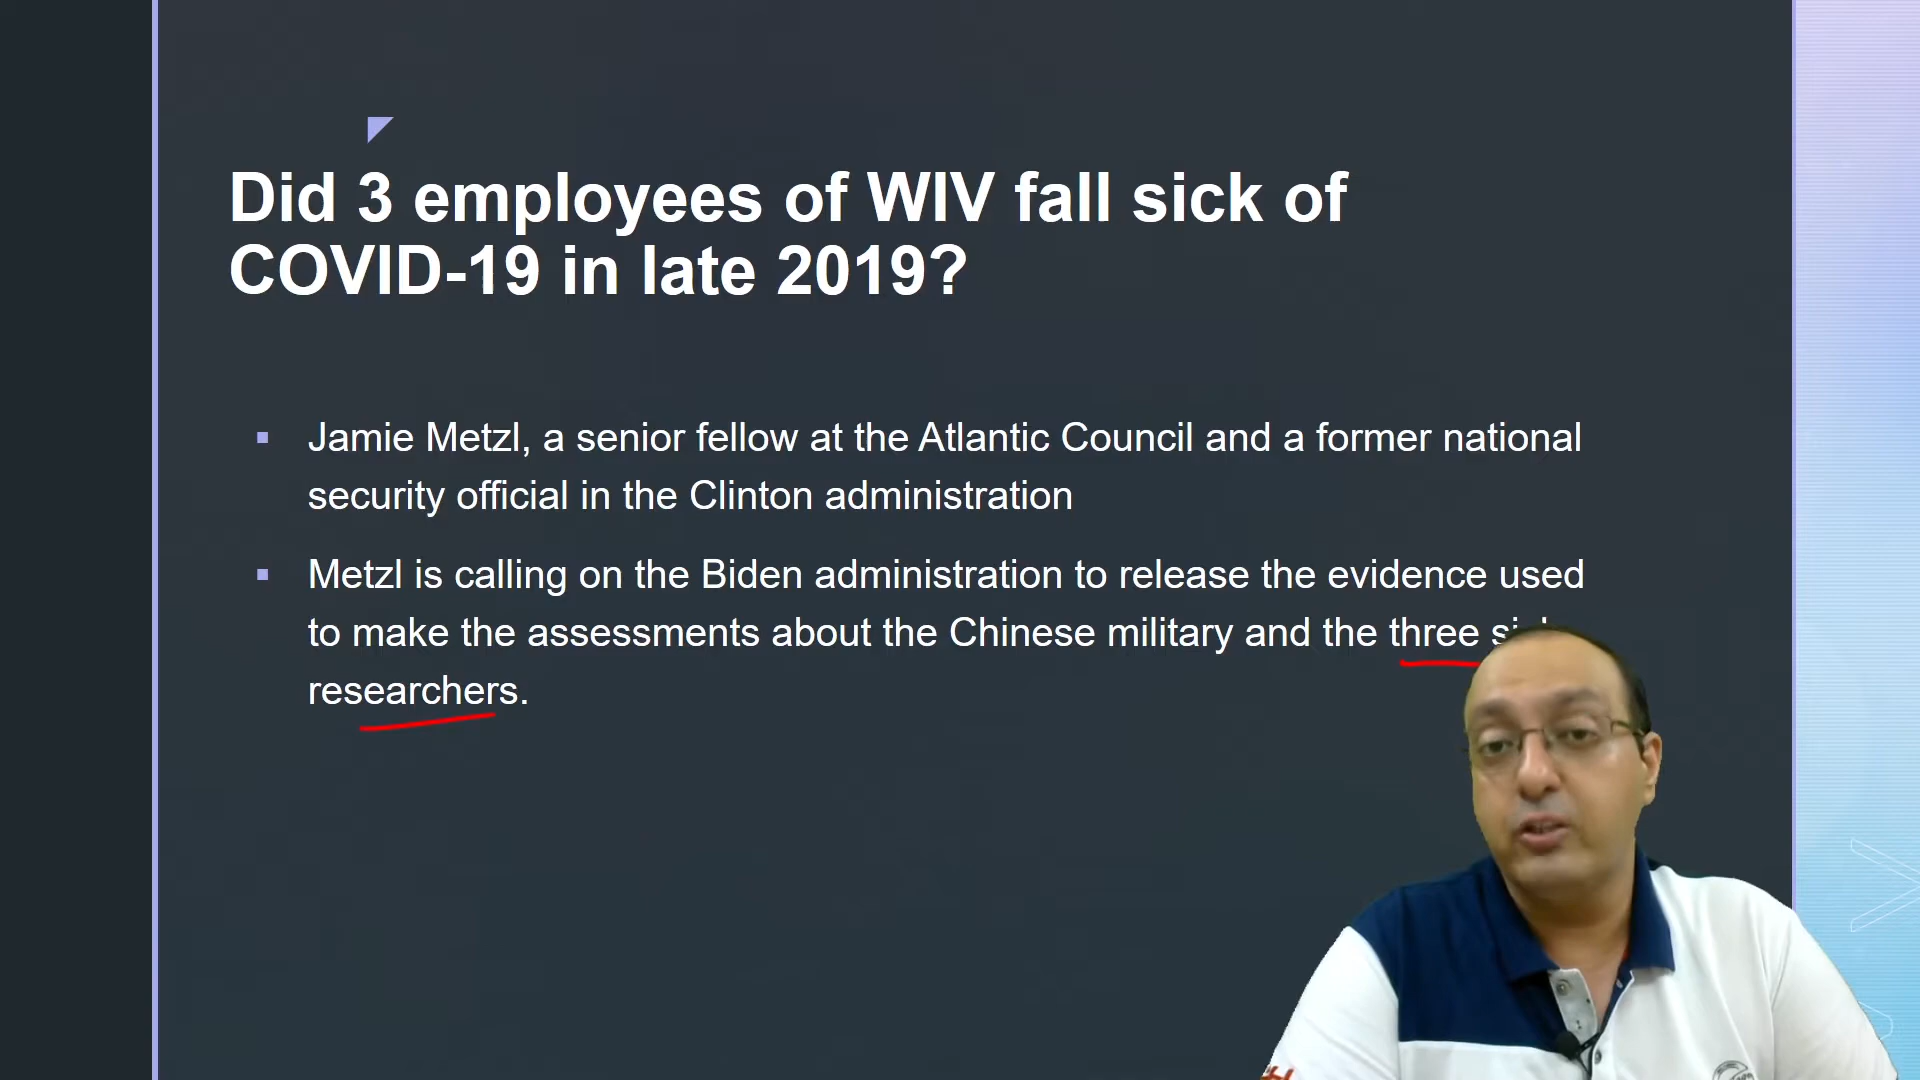 Did 3 employees of WIV fall sick of
COVID-19 in late 2019?
Jamie Metzl, a senior fellow at the Atlantic Council and a former national
security official in the Clinton administration
Metzl is calling on the Biden administration to release the evidence used
to make the assessments about the Chinese military and the three
researchers.